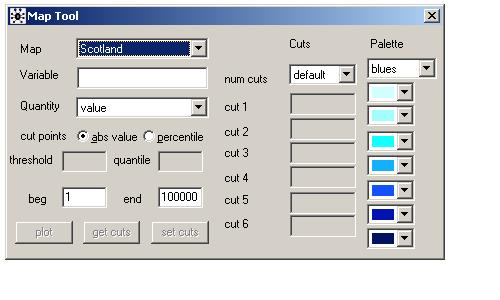 Map Tool
Map
Scotland
Variable
Quantity
value
cut points
abs value
percentile
threshold
quantile
beg
1
end
100000
plot
get cuts
set cuts
Cuts
num cuts
default
cut 1
cut 2
cut 3
cut 4
cut 5
cut 6
Palette
blues